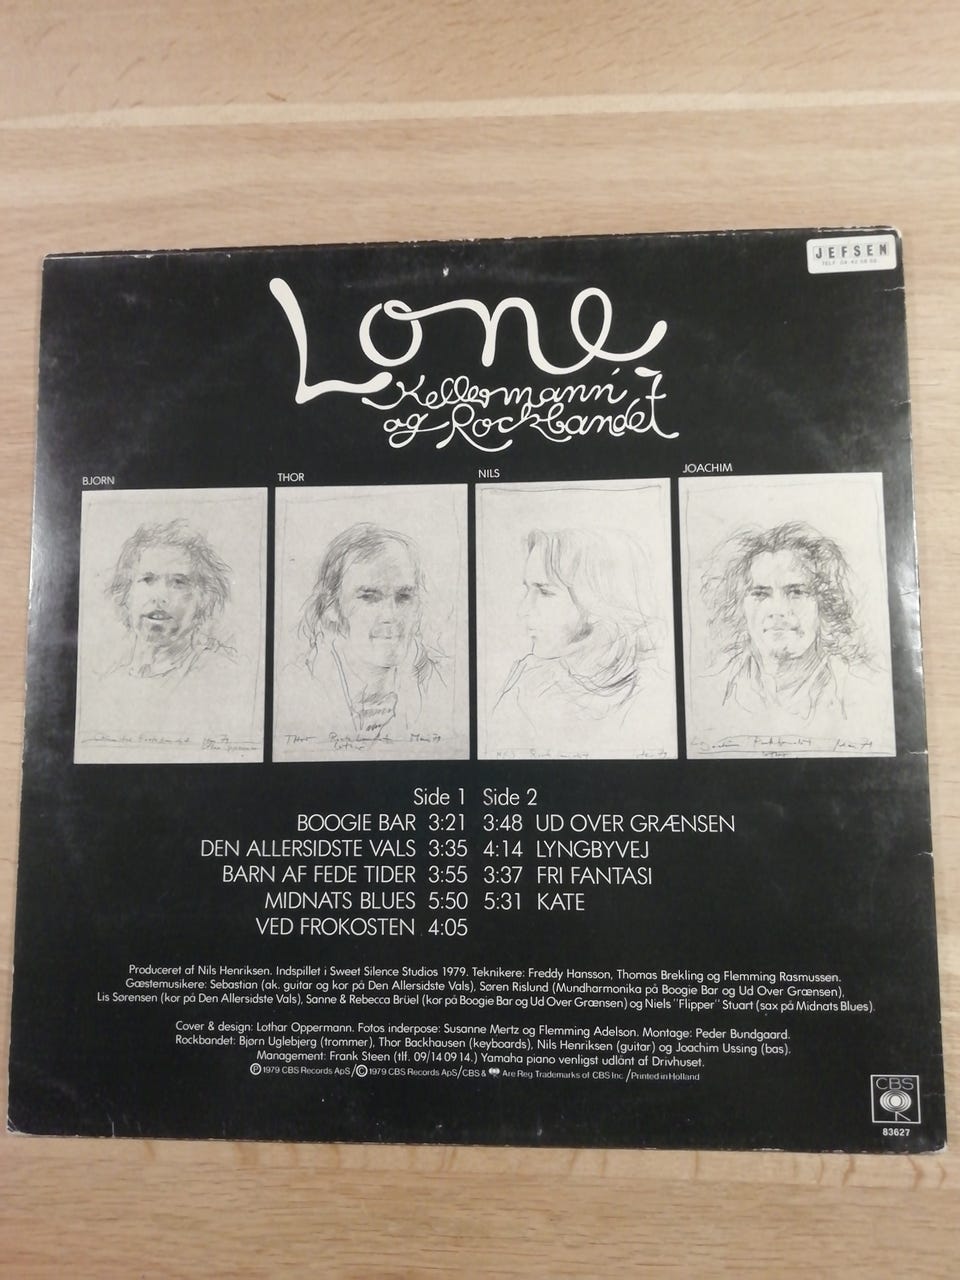 JEFSEN
Lone
Kellermann
og Rockbandet
BJØRN
THOR
NILS
JOACHIM
Side 1 Side 2
BOOGIE BAR 3:21 3:48 UD OVER GRÆNSEN
DEN ALLERSIDSTE VALS 3:35 4:14 LYNGBYVEJ
BARN AF FEDE TIDER 3:55 3:37 FRI FANTASI
MIDNATS BLUES 5:50 5:31 KATE
VED FROKOSTEN 4:05
Produceret af Nils Henriksen. Indspillet i Sweet Silence Studios 1979. Teknikere: Freddy Hansson, Thomas Brekling og Flemming Rasmussen.
Gæstemusikere: Sebastian (ak. guitar og kor på Den Allersidste Vals), Søren Rislund (Mundharmonika på Boogie Bar og Ud Over Grænsen),
Lis Sørensen (kor på Den Allersidste Vals), Sanne & Rebecca Brüel (kor på Boogie Bar og Ud Over Grænsen) og Niels "Flipper" Stuart (sax på Midnats Blues).
Cover & design: Lothar Oppermann. Fotos inderpose: Susanne Mertz og Flemming Adelson. Montage: Peder Bundgaard.
Rockbandet: Bjørn Uglebjerg (trommer), Thor Backhausen (keyboards), Nils Henriksen (guitar) og Joachim Ussing (bas).
Management: Frank Steen (tlf. 09/14 09 14.) Yamaha piano venligst udlånt af Drivhuset.
Ⓟ 1979 CBS Records ApS/Ⓒ 1979 CBS Records ApS/CBS & Are Reg Trademarks of CBS Inc./Printed in Holland
CBS
83627